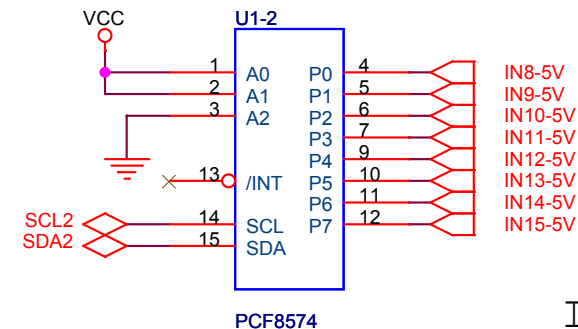 VCC
U1-2
1 A0 P0 4 IN8-5V
2 A1 P1 5 IN9-5V
3 A2 P2 6 IN10-5V
P3 7 IN11-5V
P4 9 IN12-5V
13 /INT P5 10 IN13-5V
P6 11 IN14-5V
SCL2 14 SCL P7 12 IN15-5V
SDA2 15 SDA
PCF8574